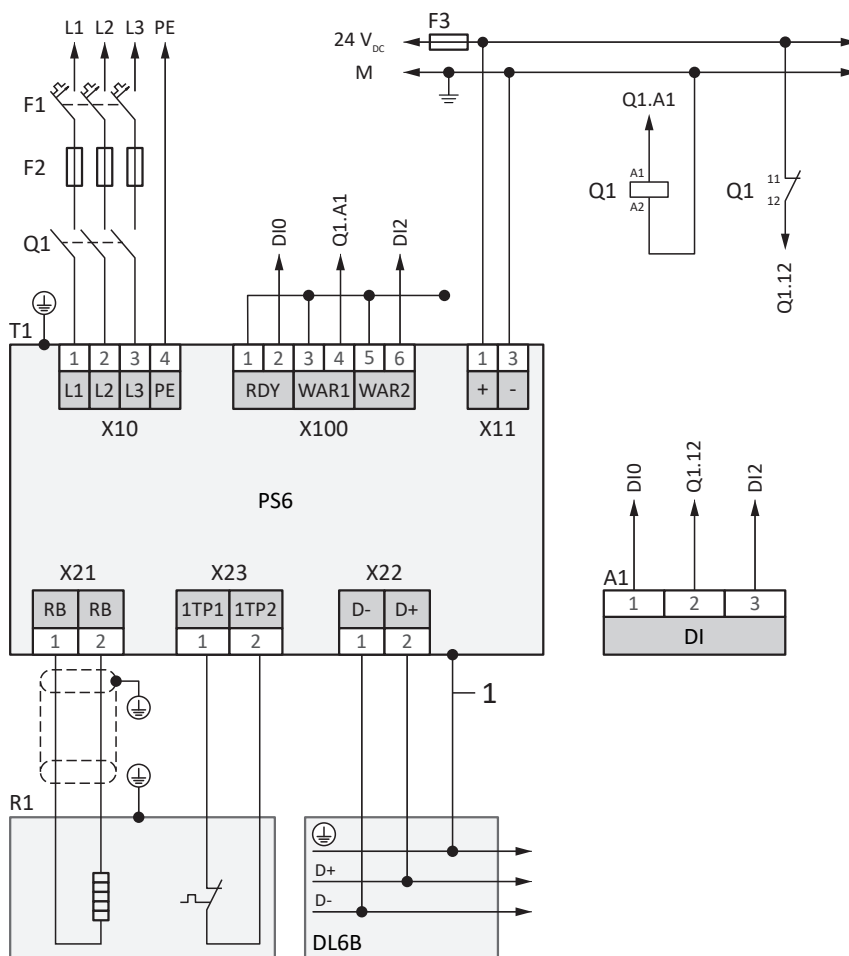 L1 L2 L3 PE
F3
24 V DC
M
F1
F2
Q1
DI0
Q1.A1
DI2
Q1.A1
Q1 A1
A2
Q1 11
12
Q1.12
T1
1 2 3 4
L1 L2 L3 PE
X10
1 2 3 4 5 6
RDY WAR1 WAR2
X100
1 3
+ -
X11
PS6
X21
RB RB
1 2
X23
1TP1 1TP2
1 2
X22
D- D+
1 2
1
DI0
Q1.12
DI2
A1
1 2 3
DI
R1
D+
D-
DL6B